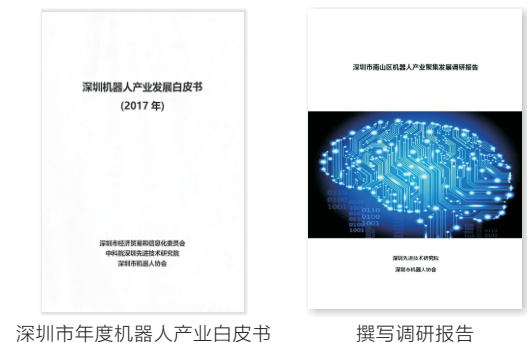 深圳机器人产业发展白皮书
(2017 年)
深圳市经济贸易和信息化委员会
中科院深圳先进技术研究院
深圳市机器人协会
深圳市年度机器人产业白皮书
深圳市南山区机器人产业聚集发展调研报告
深圳先进技术研究院
深圳市机器人协会
撰写调研报告